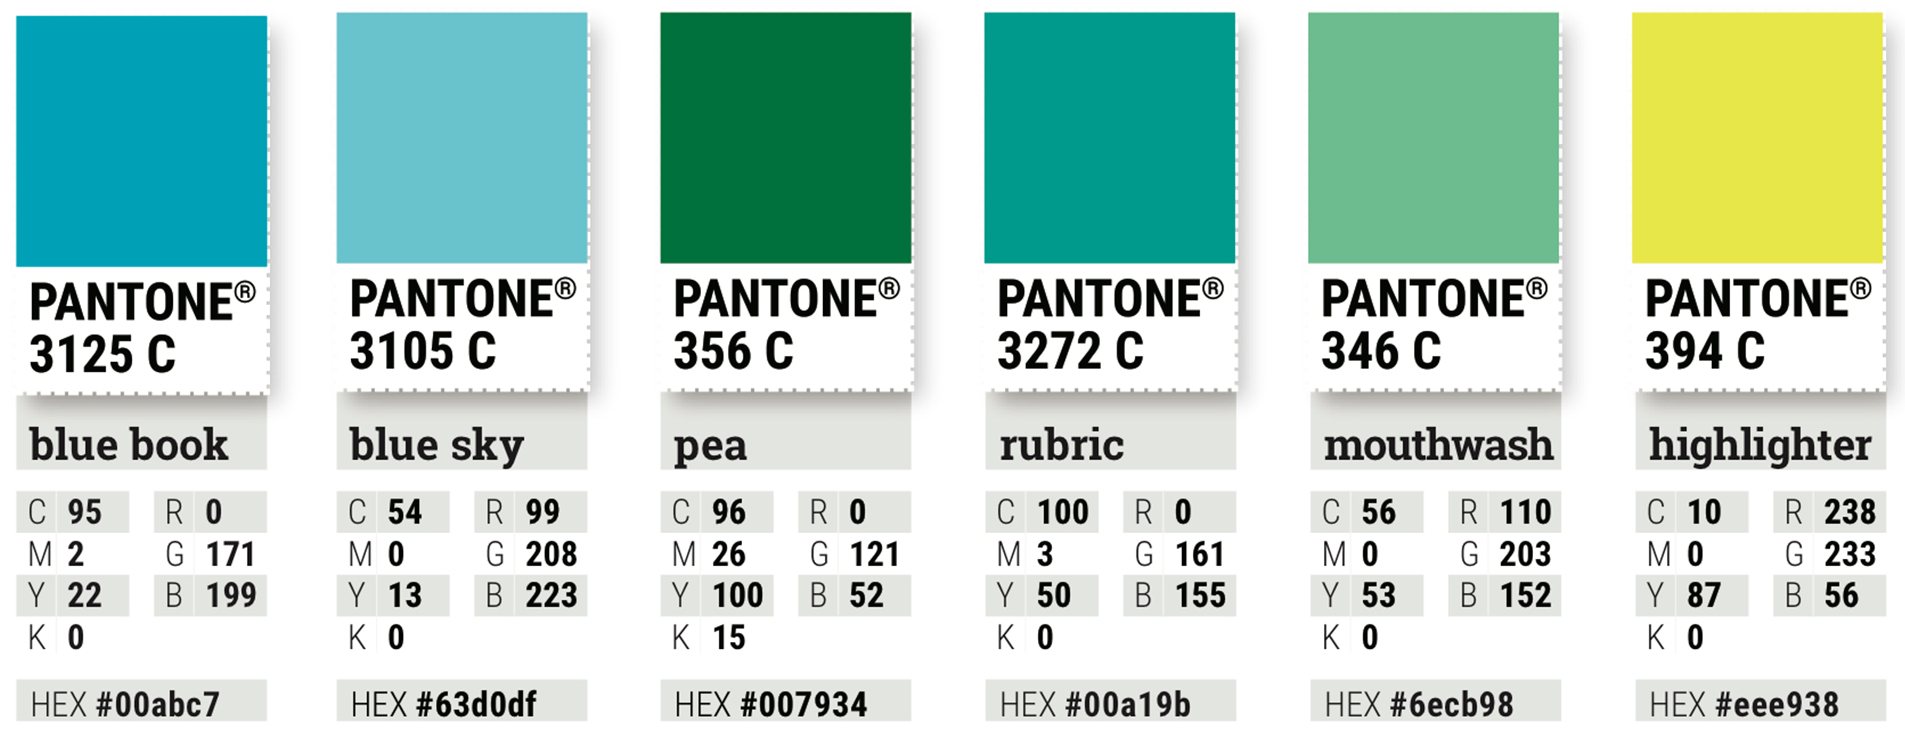 PANTONE®
3125 C
blue book
C 95 R 0
M 2 G 171
Y 22 B 199
K 0
HEX #00abc7
PANTONE®
3105 C
blue sky
C 54 R 99
M 0 G 208
Y 13 B 223
K 0
HEX #63d0df
PANTONE®
356 C
pea
C 96 R 0
M 26 G 121
Y 100 B 52
K 15
HEX #007934
PANTONE®
3272 C
rubric
C 100 R 0
M 3 G 161
Y 50 B 155
K 0
HEX #00a19b
PANTONE®
346 C
mouthwash
C 56 R 110
M 0 G 203
Y 53 B 152
K 0
HEX #6ecb98
PANTONE®
394 C
highlighter
C 10 R 238
M 0 G 233
Y 87 B 56
K 0
HEX #eee938